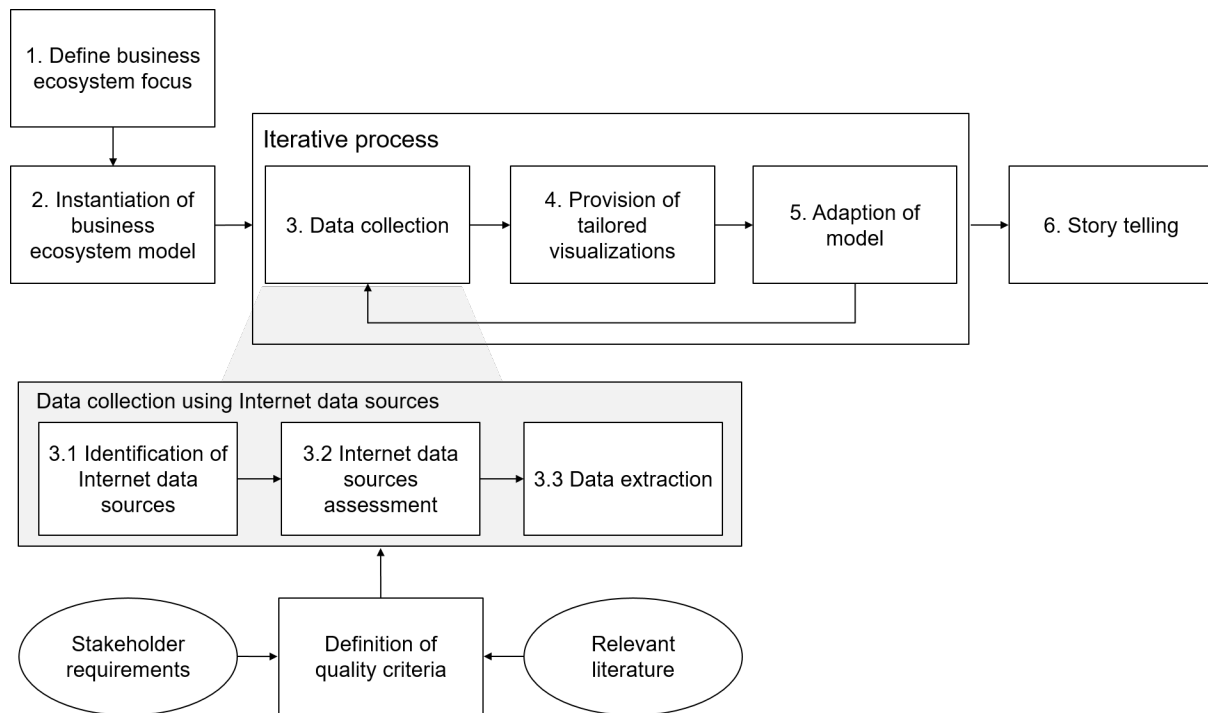 1. Define business
ecosystem focus
Iterative process
2. Instantiation of
business
ecosystem model
3. Data collection
4. Provision of
tailored
visualizations
5. Adaption of
model
6. Story telling
Data collection using Internet data sources
3.1 Identification of
Internet data
sources
3.2 Internet data
sources
assessment
3.3 Data extraction
Stakeholder
requirements
Definition of
quality criteria
Relevant
literature